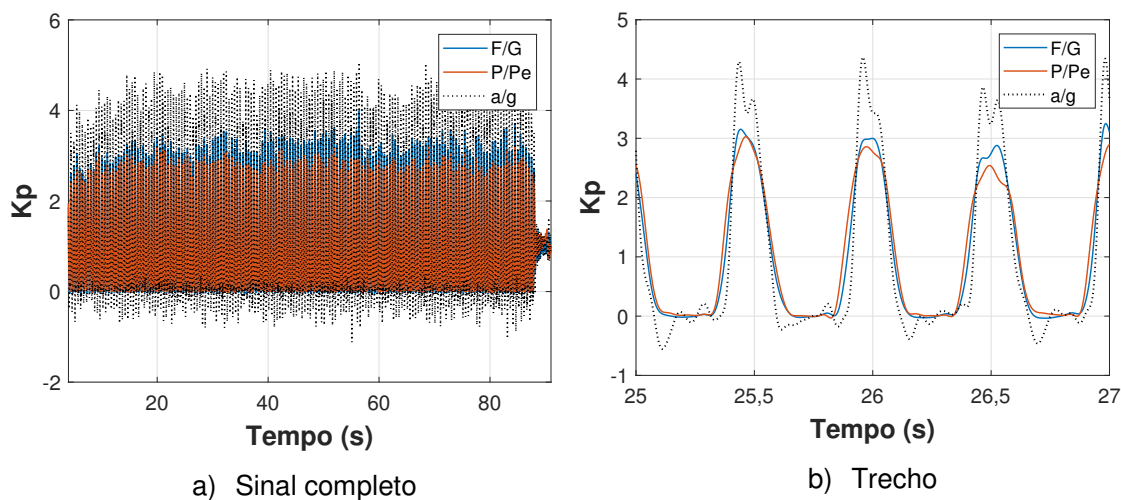 6
4
2
0
-2
Kp
F/G
P/Pe
a/g
20
40
60
80
Tempo (s)
a) Sinal completo
5
4
3
2
1
0
-1
Kp
F/G
P/Pe
a/g
25
25,5
26
26,5
27
Tempo (s)
b) Trecho